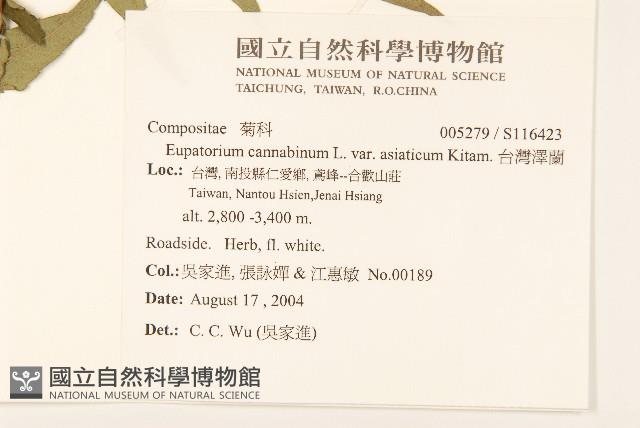 國立自然科學博物館
NATIONAL MUSEUM OF NATURAL SCIENCE
TAICHUNG, TAIWAN, R.O.CHINA
Compositae 菊科 005279 / S116423
Eupatorium cannabinum L. var. asiaticum Kitam. 台灣澤蘭
Loc.: 台灣, 南投縣仁愛鄉, 鳶峰--合歡山莊
Taiwan, Nantou Hsien,Jenai Hsiang
alt. 2,800 -3,400 m.
Roadside. Herb, fl. white.
Col.: 吳家進, 張詠嬋 & 江惠敏 No.00189
Date: August 17 , 2004
Det.: C. C. Wu (吳家進)
國立自然科學博物館
NATIONAL MUSEUM OF NATURAL SCIENCE